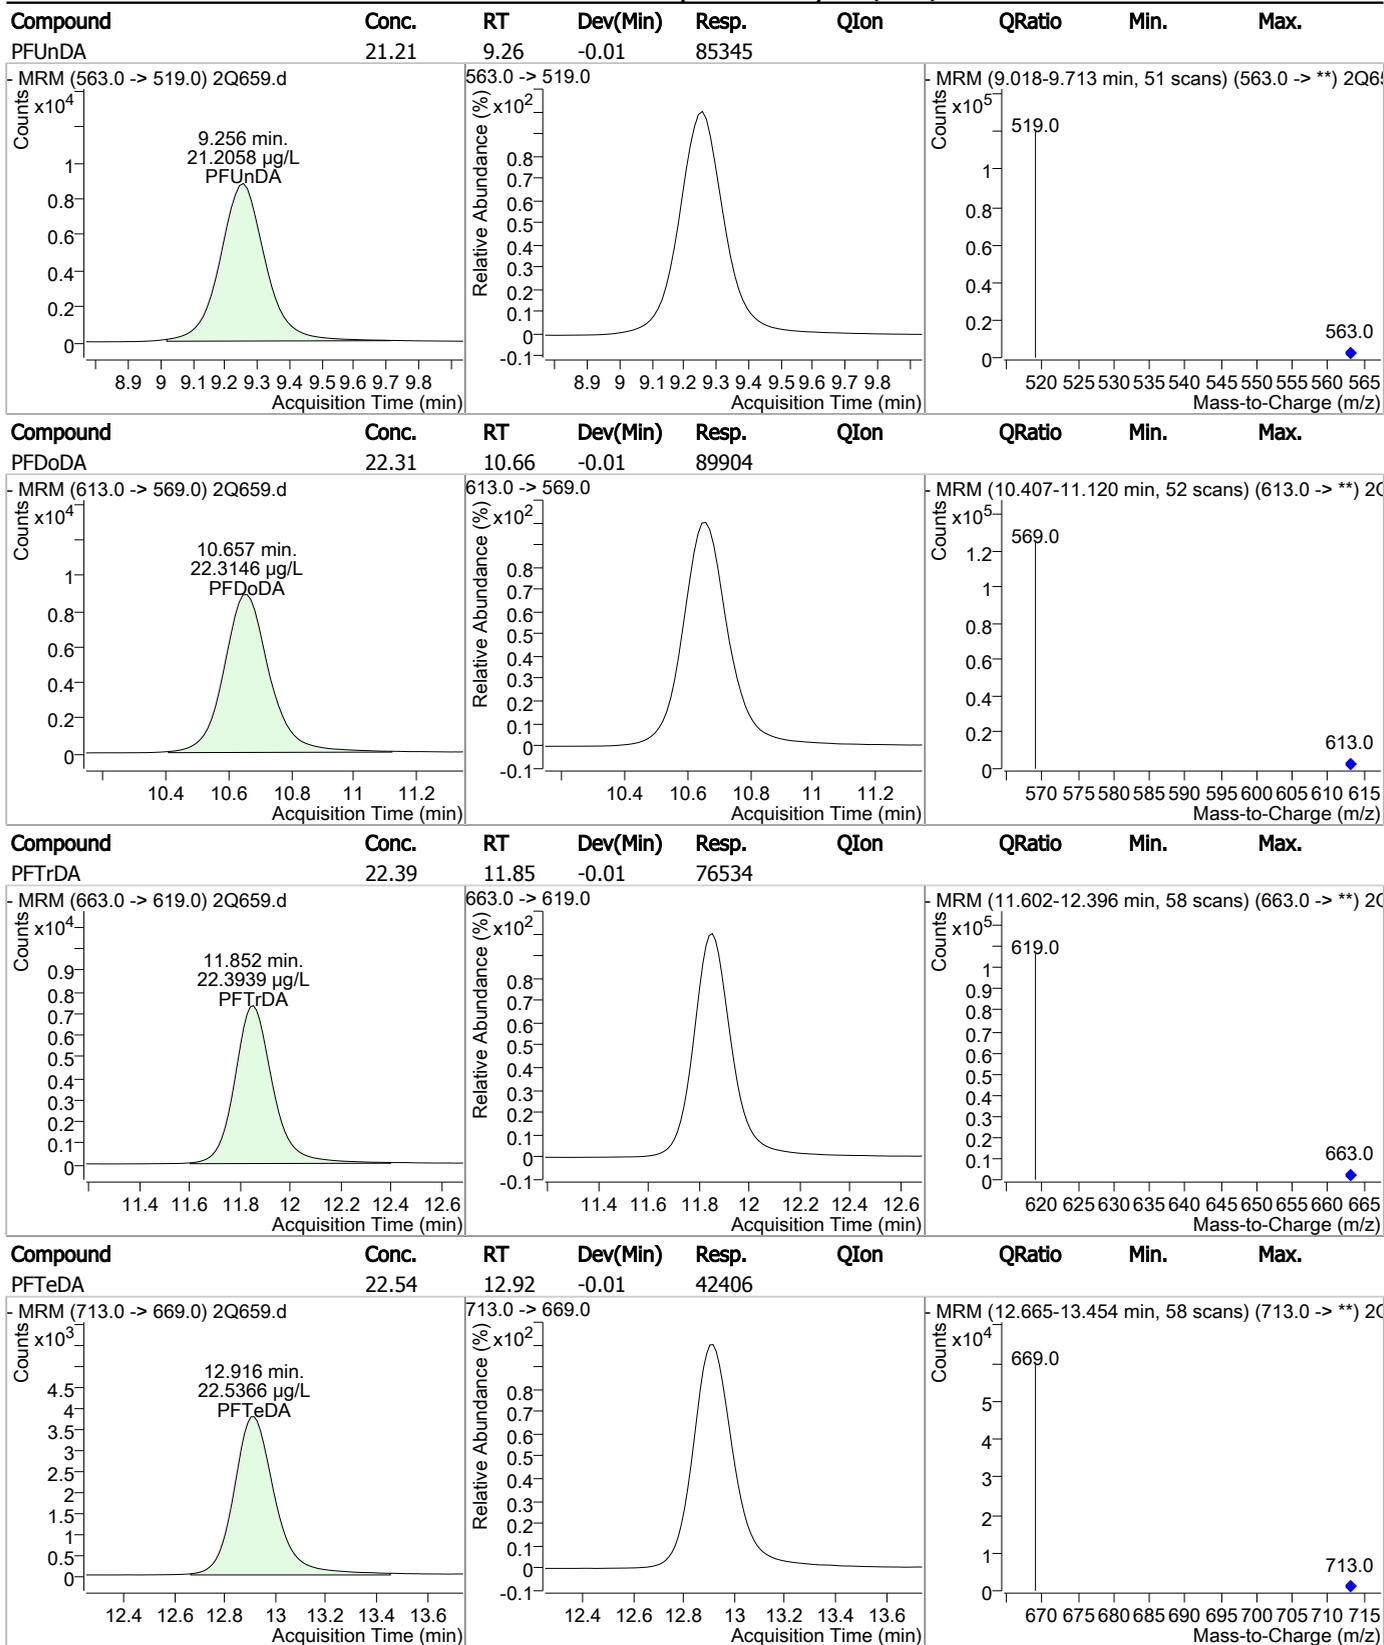 Compound Conc. RT Dev(Min) Resp. QIon QRatio Min. Max.
PFUnDA 21.21 9.26 -0.01 85345
- MRM (563.0 -> 519.0) 2Q659.d
Counts
x10^4
1
0.8
0.6
0.4
0.2
0
9.256 min.
21.2058 µg/L
PFUnDA
8.9 9 9.1 9.2 9.3 9.4 9.5 9.6 9.7 9.8
Acquisition Time (min)
563.0 -> 519.0
Relative Abundance (%)
x10^2
0.8
0.7
0.6
0.5
0.4
0.3
0.2
0.1
0
-0.1
8.9 9 9.1 9.2 9.3 9.4 9.5 9.6 9.7 9.8
Acquisition Time (min)
- MRM (9.018-9.713 min, 51 scans) (563.0 -> **) 2Q65
Counts
x10^5
1
0.8
0.6
0.4
0.2
0
519.0
563.0
520 525 530 535 540 545 550 555 560 565
Mass-to-Charge (m/z)
Compound Conc. RT Dev(Min) Resp. QIon QRatio Min. Max.
PFDoDA 22.31 10.66 -0.01 89904
- MRM (613.0 -> 569.0) 2Q659.d
Counts
x10^4
1
0.8
0.6
0.4
0.2
0
10.657 min.
22.3146 µg/L
PFDoDA
10.4 10.6 10.8 11 11.2
Acquisition Time (min)
613.0 -> 569.0
Relative Abundance (%)
x10^2
0.8
0.7
0.6
0.5
0.4
0.3
0.2
0.1
0
-0.1
10.4 10.6 10.8 11 11.2
Acquisition Time (min)
- MRM (10.407-11.120 min, 52 scans) (613.0 -> **) 2Q
Counts
x10^5
1.2
1
0.8
0.6
0.4
0.2
0
569.0
613.0
570 575 580 585 590 595 600 605 610 615
Mass-to-Charge (m/z)
Compound Conc. RT Dev(Min) Resp. QIon QRatio Min. Max.
PFTrDA 22.39 11.85 -0.01 76534
- MRM (663.0 -> 619.0) 2Q659.d
Counts
x10^4
0.9
0.8
0.7
0.6
0.5
0.4
0.3
0.2
0.1
0
11.852 min.
22.3939 µg/L
PFTrDA
11.4 11.6 11.8 12 12.2 12.4 12.6
Acquisition Time (min)
663.0 -> 619.0
Relative Abundance (%)
x10^2
0.8
0.7
0.6
0.5
0.4
0.3
0.2
0.1
0
-0.1
11.4 11.6 11.8 12 12.2 12.4 12.6
Acquisition Time (min)
- MRM (11.602-12.396 min, 58 scans) (663.0 -> **) 2Q
Counts
x10^5
1
0.9
0.8
0.7
0.6
0.5
0.4
0.3
0.2
0.1
0
619.0
663.0
620 625 630 635 640 645 650 655 660 665
Mass-to-Charge (m/z)
Compound Conc. RT Dev(Min) Resp. QIon QRatio Min. Max.
PFTeDA 22.54 12.92 -0.01 42406
- MRM (713.0 -> 669.0) 2Q659.d
Counts
x10^3
4.5
4
3.5
3
2.5
2
1.5
1
0.5
0
12.916 min.
22.5366 µg/L
PFTeDA
12.4 12.6 12.8 13 13.2 13.4 13.6
Acquisition Time (min)
713.0 -> 669.0
Relative Abundance (%)
x10^2
0.8
0.7
0.6
0.5
0.4
0.3
0.2
0.1
0
-0.1
12.4 12.6 12.8 13 13.2 13.4 13.6
Acquisition Time (min)
- MRM (12.665-13.454 min, 58 scans) (713.0 -> **) 2Q
Counts
x10^4
5
4
3
2
1
0
669.0
713.0
670 675 680 685 690 695 700 705 710 715
Mass-to-Charge (m/z)